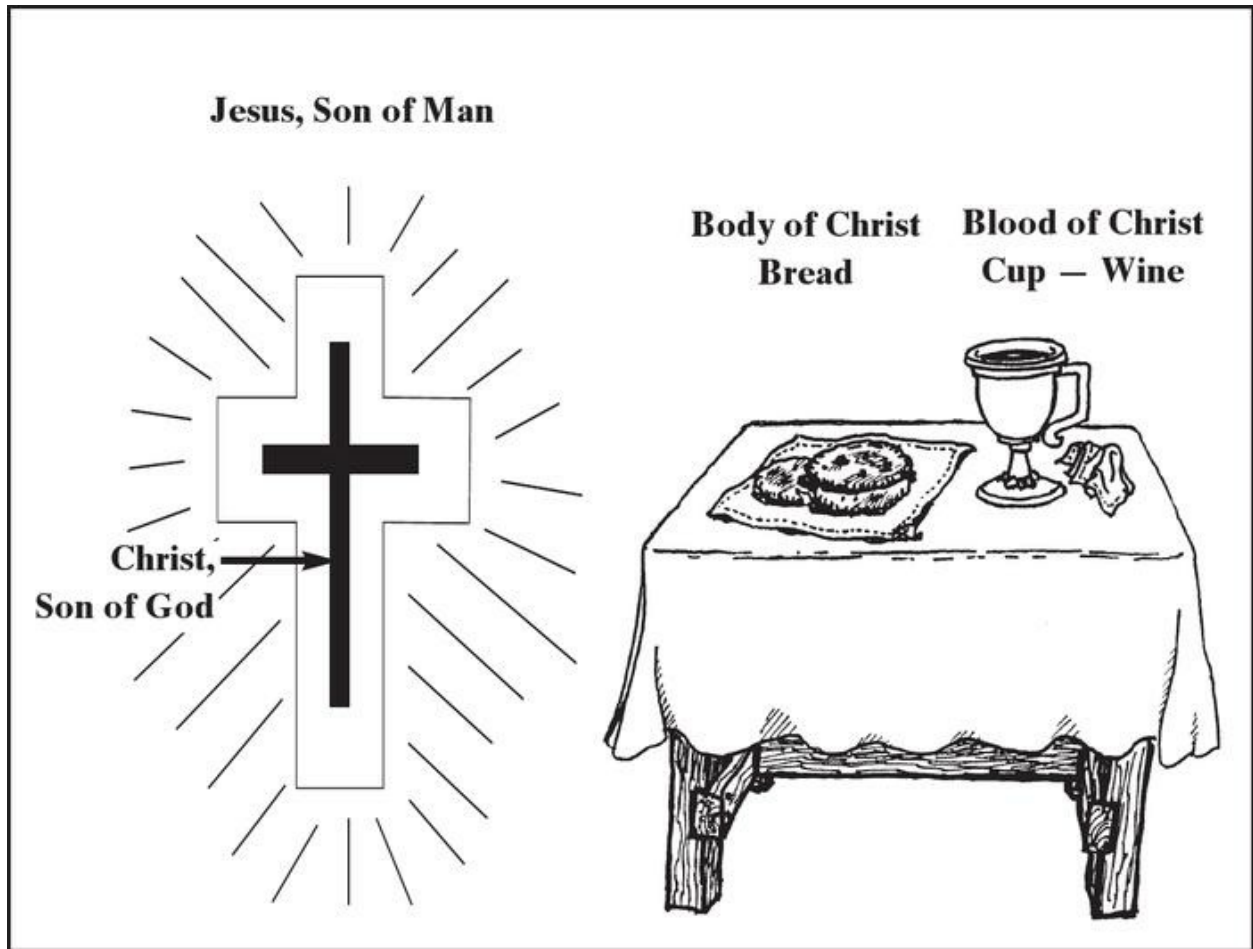 Jesus, Son of Man
Body of Christ
Bread
Blood of Christ
Cup — Wine
Christ,
Son of God